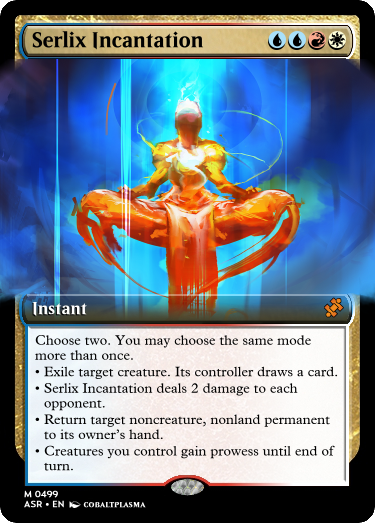 Serlix Incantation
Instant
Choose two. You may choose the same mode
more than once.
• Exile target creature. Its controller draws a card.
• Serlix Incantation deals 2 damage to each
opponent.
• Return target noncreature, nonland permanent
to its owner's hand.
• Creatures you control gain prowess until end
of turn.
M 0499
ASR • EN COBALTPLASMA